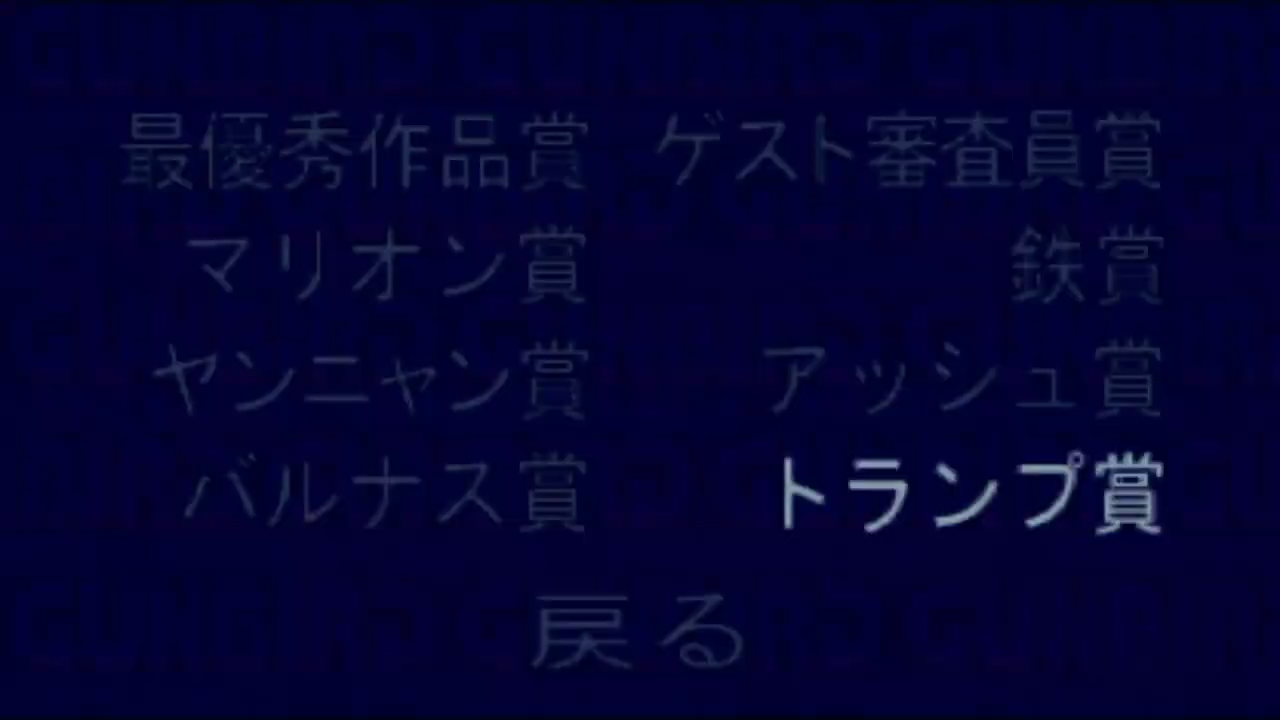 最優秀作品賞 ゲスト審査員賞
マリオン賞 鉄賞
ヤンニャン賞 アッシュ賞
バルナス賞 トランプ賞
戻る